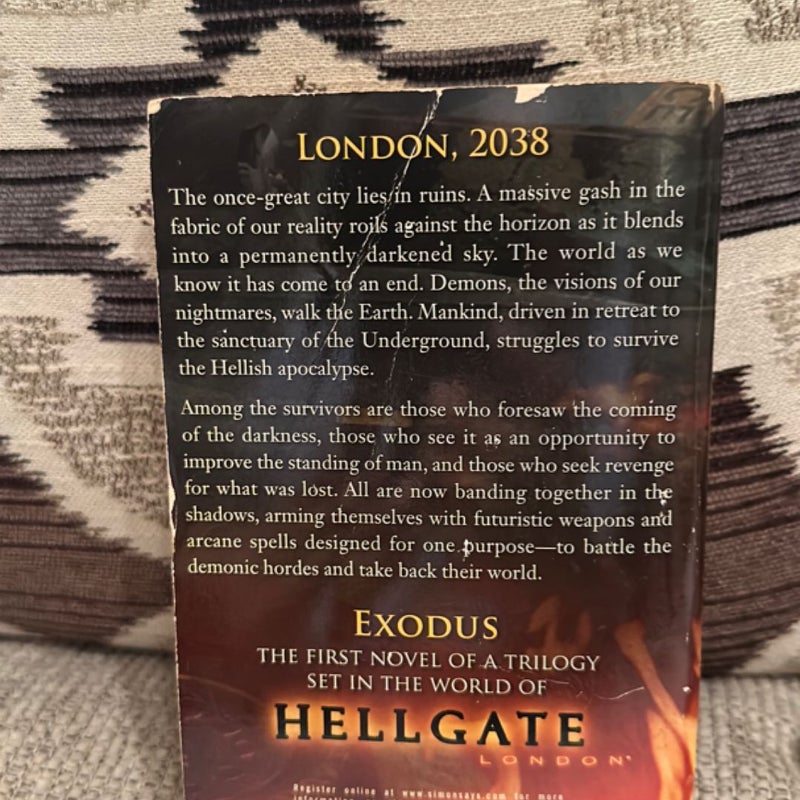 LONDON, 2038
The once-great city lies in ruins. A massive gash in the
fabric of our reality roils against the horizon as it blends
into a permanently darkened sky. The world as we
know it has come to an end. Demons, the visions of our
nightmares, walk the Earth. Mankind, driven in retreat to
the sanctuary of the Underground, struggles to survive
the Hellish apocalypse.
Among the survivors are those who foresaw the coming
of the darkness, those who see it as an opportunity to
improve the standing of man, and those who seek revenge
for what was lost. All are now banding together in the
shadows, arming themselves with futuristic weapons and
arcane spells designed for one purpose—to battle the
demonic hordes and take back their world.
EXODUS
THE FIRST NOVEL OF A TRILOGY
SET IN THE WORLD OF
HELLGATE
LONDON
Register online at www.simonsays.com for more